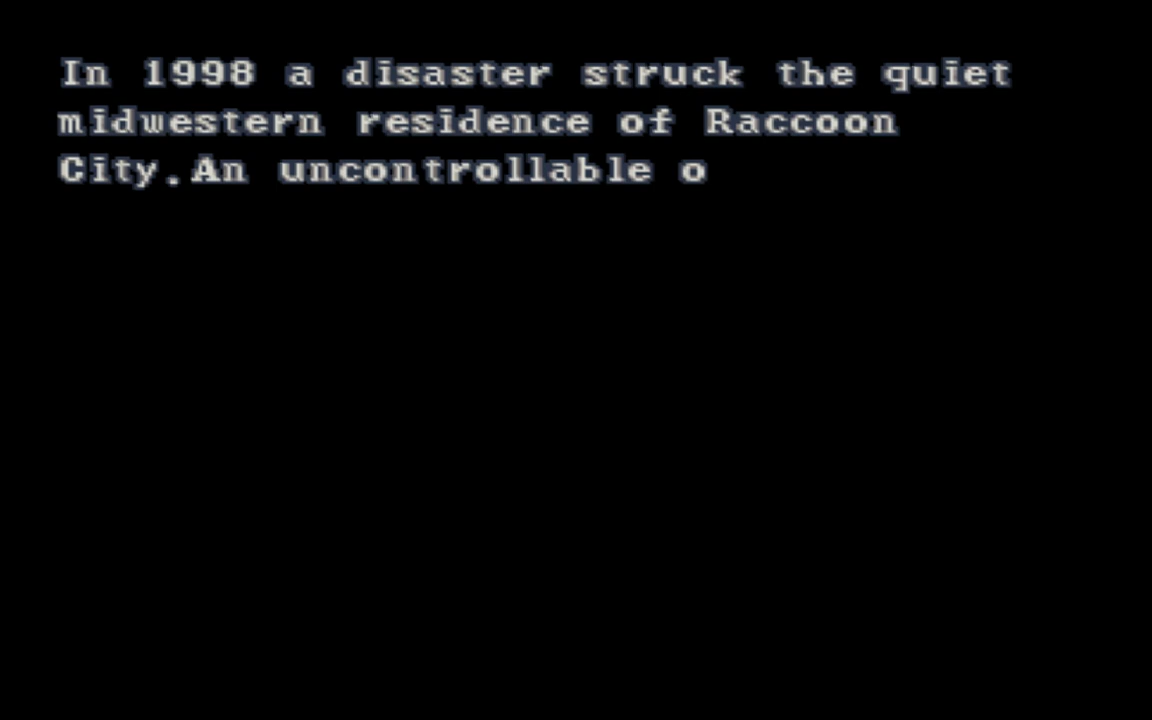 In 1998 a disaster struck the quiet
midwestern residence of Raccoon
City.An uncontrollable o